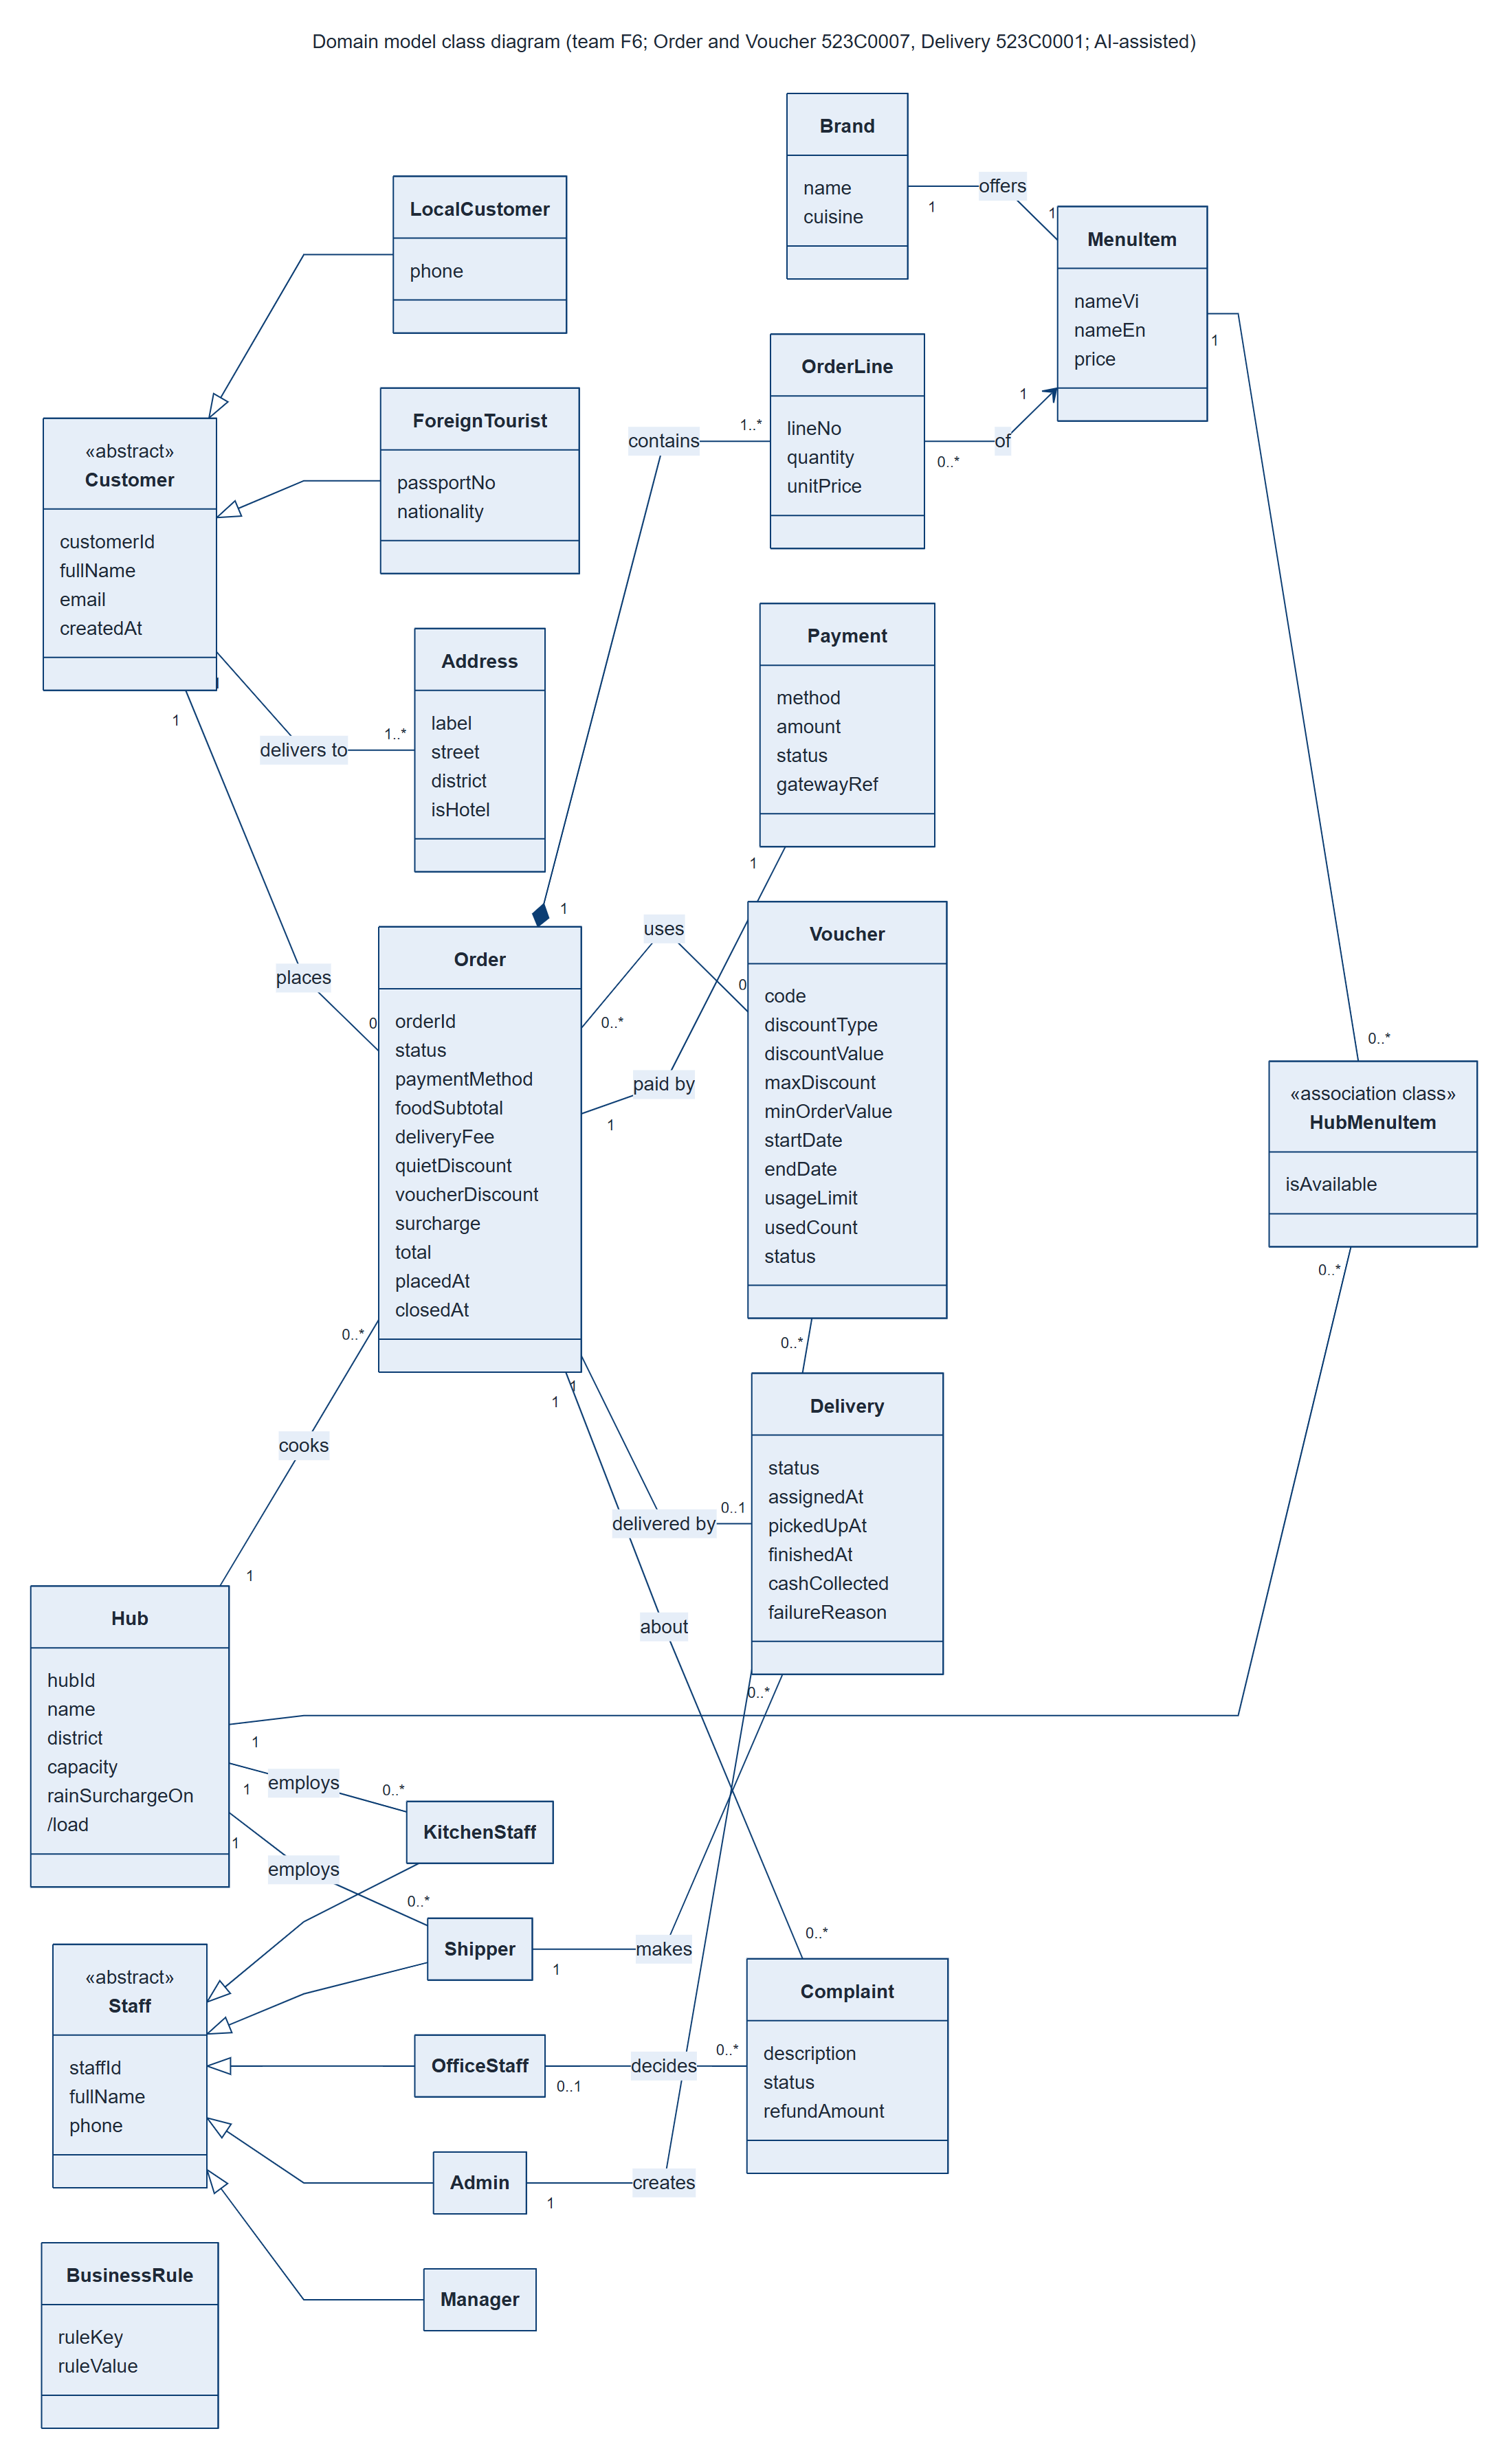 Domain model class diagram (team F6; Order and Voucher 523C0007, Delivery 523C0001; AI-assisted)
Brand
name
cuisine
1
offers
1
MenuItem
nameVi
nameEn
price
1
LocalCustomer
phone
ForeignTourist
passportNo
nationality
«abstract»
Customer
customerId
fullName
email
createdAt
1
OrderLine
lineNo
quantity
unitPrice
contains
1..*
0..*
of
1
Address
label
street
district
isHotel
delivers to
1..*
Payment
method
amount
status
gatewayRef
1
places
0
1
Order
orderId
status
paymentMethod
foodSubtotal
deliveryFee
quietDiscount
voucherDiscount
surcharge
total
placedAt
closedAt
uses
0..*
0
paid by
1
Voucher
code
discountType
discountValue
maxDiscount
minOrderValue
startDate
endDate
usageLimit
usedCount
status
0..*
0..*
«association class»
HubMenuItem
isAvailable
0..*
0..*
cooks
1
1
1
delivered by
0..1
Delivery
status
assignedAt
pickedUpAt
finishedAt
cashCollected
failureReason
0..*
about
Hub
hubId
name
district
capacity
rainSurchargeOn
/load
1
1
employs
0..*
KitchenStaff
1
employs
0..*
Shipper
1
makes
0..*
«abstract»
Staff
staffId
fullName
phone
OfficeStaff
0..1
decides
0..*
Complaint
description
status
refundAmount
Admin
1
creates
Manager
BusinessRule
ruleKey
ruleValue